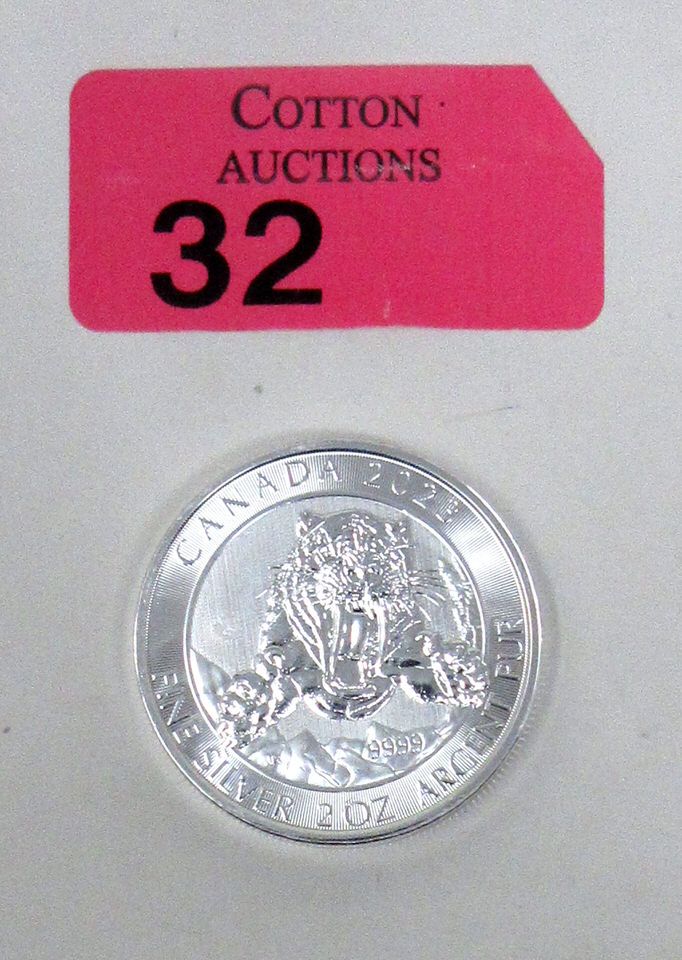 COTTON
AUCTIONS
32
CANADA
9999
FINE SILVER 2 OZ ARGENT PUR